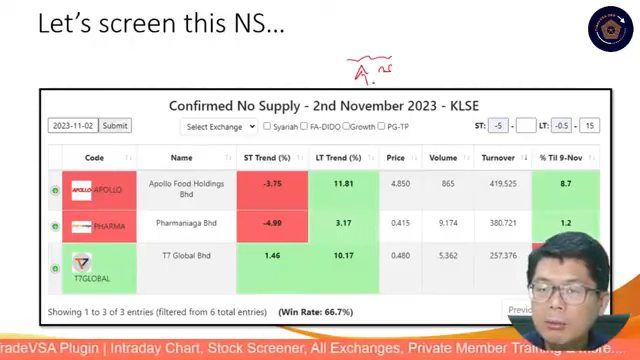 Let's screen this NS...
ns
Confirmed No Supply - 2nd November 2023 - KLSE
2023-11-02 Submit Select Exchange Syariah FA-DIDO Growth PG-TP ST: -5 LT: -0.5 15
Code Name ST Trend (%) LT Trend (%) Price Volume Turnover % Til 9-Nov
APOLLO APOLLO Apollo Food Holdings Bhd -3.75 11.81 4.850 865 419,525 8.7
PHARMA Pharmaniaga Bhd -4.99 3.17 0.415 9,174 380,721 1.2
T7GLOBAL T7 Global Bhd 1.46 10.17 0.480 5,362 257,376
Showing 1 to 3 of 3 entries (filtered from 6 total entries) (Win Rate: 66.7%)
Previ
TradeVSA Plugin | Intraday Chart, Stock Screener, All Exchanges, Private Member Training & more...